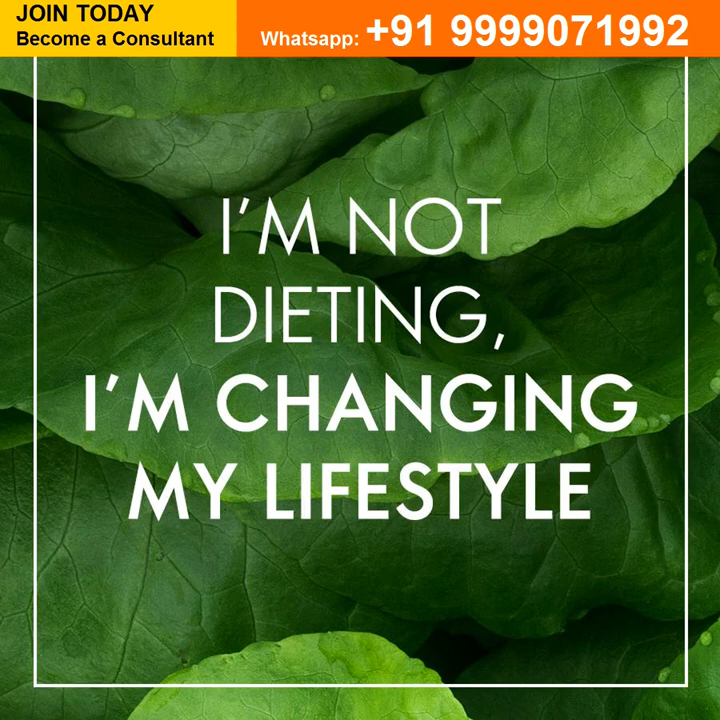 JOIN TODAY
Become a Consultant
Whatsapp: +91 9999071992
I'M NOT
DIETING,
I'M CHANGING
MY LIFESTYLE